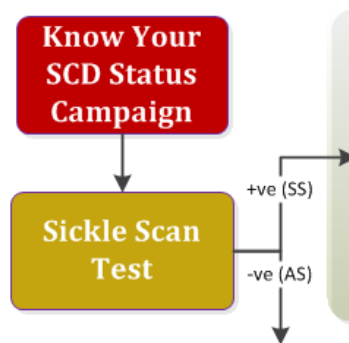 Know Your
SCD Status
Campaign
+ve (SS)
Sickle Scan
Test
-ve (AS)